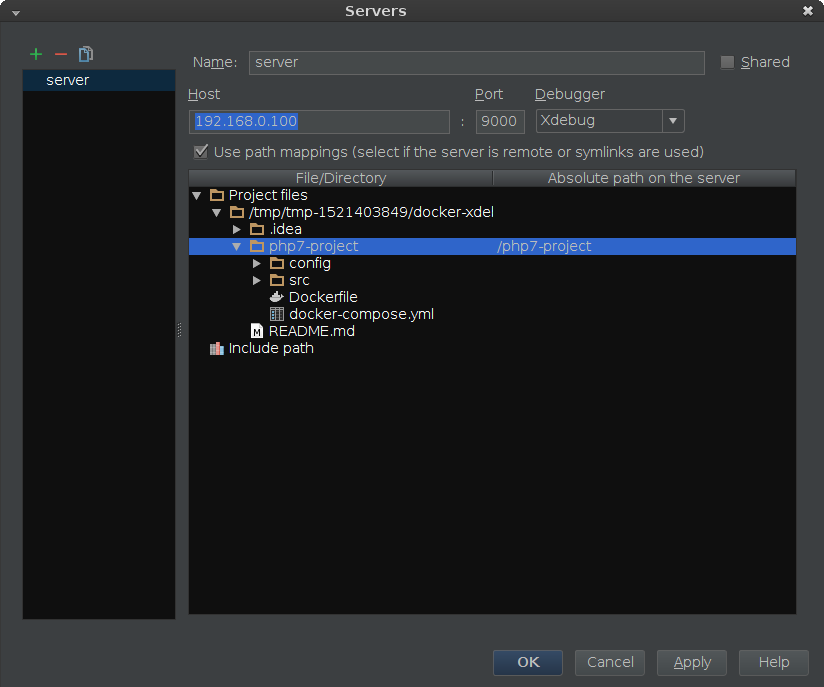 Servers
server
Name: server Shared
Host Port Debugger
192.168.0.100 : 9000 Xdebug
Use path mappings (select if the server is remote or symlinks are used)
File/Directory Absolute path on the server
Project files
/tmp/tmp-1521403849/docker-xdel
.idea
php7-project /php7-project
config
src
Dockerfile
docker-compose.yml
M README.md
Include path
OK Cancel Apply Help